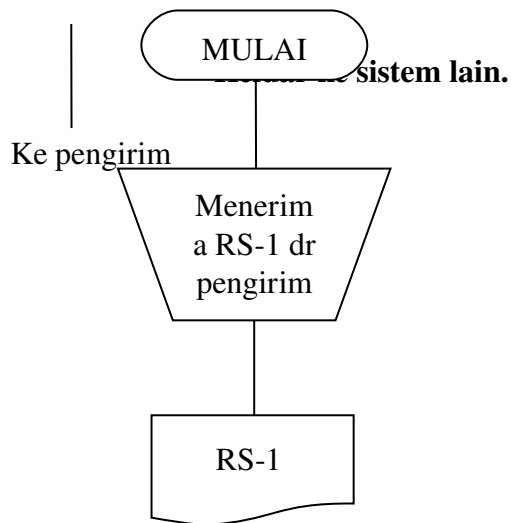 MULAI
sistem lain.
Ke pengirim
Menerim
a RS-1 dr
pengirim
RS-1